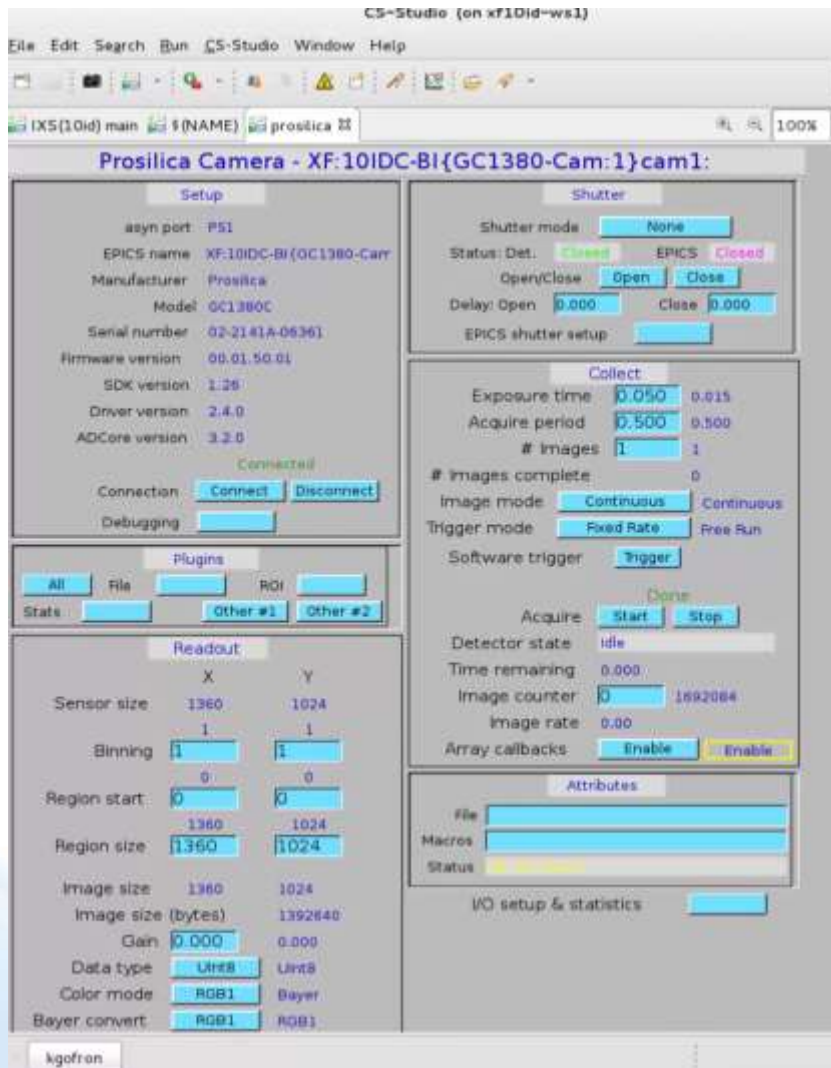 CS-Studio (on xf10id-ws1)
File Edit Search Run CS-Studio Window Help
IXS(10id) main $(NAME) prosilica 100%
Prosilica Camera - XF:10IDC-BI{GC1380-Cam:1}cam1:
Setup
asyn port PS1
EPICS name XF:10IDC-BI{GC1380-Cam
Manufacturer Prosilica
Model GC1380C
Serial number 02-2141A-06361
Firmware version 00.01.50.01
SDK version 1.26
Driver version 2.4.0
ADCore version 3.2.0
Connected
Connection Connect Disconnect
Debugging
Plugins
All File ROI
Stats Other #1 Other #2
Readout
X Y
Sensor size 1360 1024
1 1
Binning 1 1
0 0
Region start 0 0
1360 1024
Region size 1360 1024
Image size 1360 1024
Image size (bytes) 1392640
Gain 0.000 0.000
Data type UInt8 UInt8
Color mode RGB1 Bayer
Bayer convert RGB1 RGB1
Shutter
Shutter mode None
Status: Det. Closed EPICS Closed
Open/Close Open Close
Delay: Open 0.000 Close 0.000
EPICS shutter setup
Collect
Exposure time 0.050 0.015
Acquire period 0.500 0.500
# Images 1 1
# Images complete 0
Image mode Continuous Continuous
Trigger mode Fixed Rate Free Run
Software trigger Trigger
Done
Acquire Start Stop
Detector state Idle
Time remaining 0.000
Image counter 0 1692084
Image rate 0.00
Array callbacks Enable Enable
Attributes
File
Macros
Status
I/O setup & statistics
kgofron